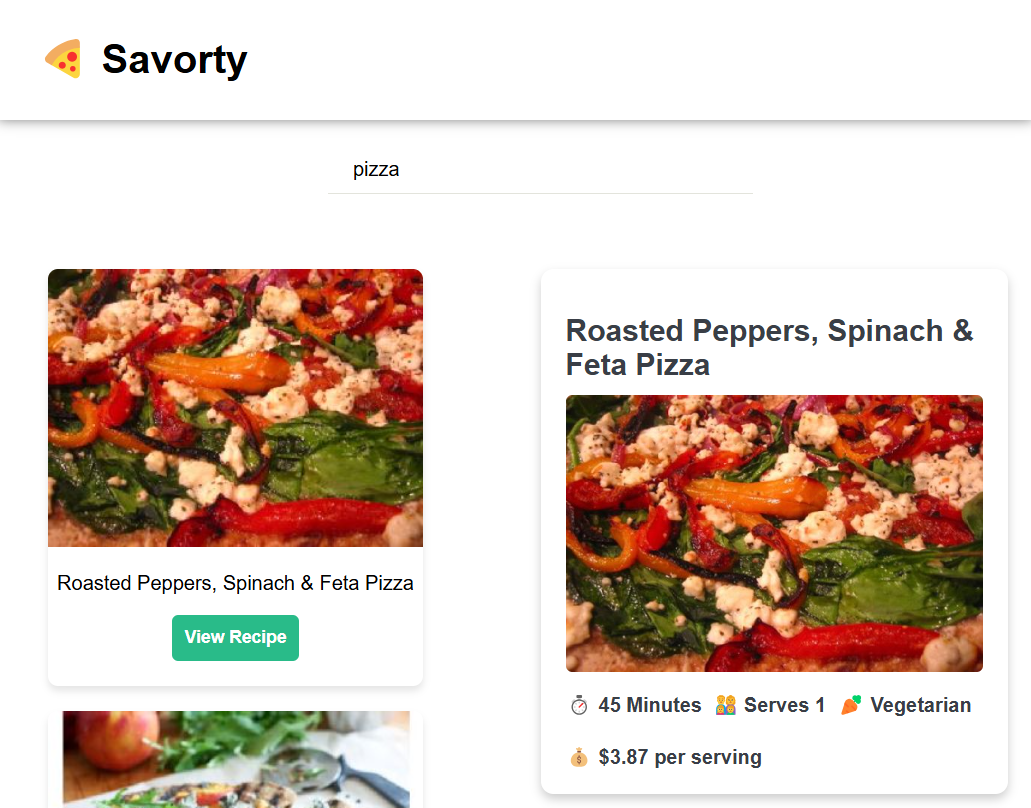 Savorty
pizza
Roasted Peppers, Spinach & Feta Pizza
View Recipe
Roasted Peppers, Spinach &
Feta Pizza
45 Minutes Serves 1 Vegetarian
$3.87 per serving